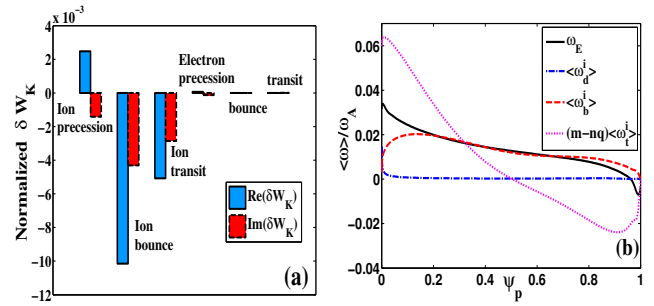 x 10⁻³
4
2
0
−2
−4
−6
−8
−10
−12
Normalized δ W_K
Ion
precession
Ion
bounce
Ion
transit
Electron
precession
bounce
transit
Re(δW_K)
Im(δW_K)
(a)
0.06
0.04
0.02
0
−0.02
−0.04
<ω>/ω_A
0
0.2
0.4
0.6
0.8
1
ψ_p
ω_E
<ω_d^i>
<ω_b^i>
(m−nq)<ω_t^i>
(b)